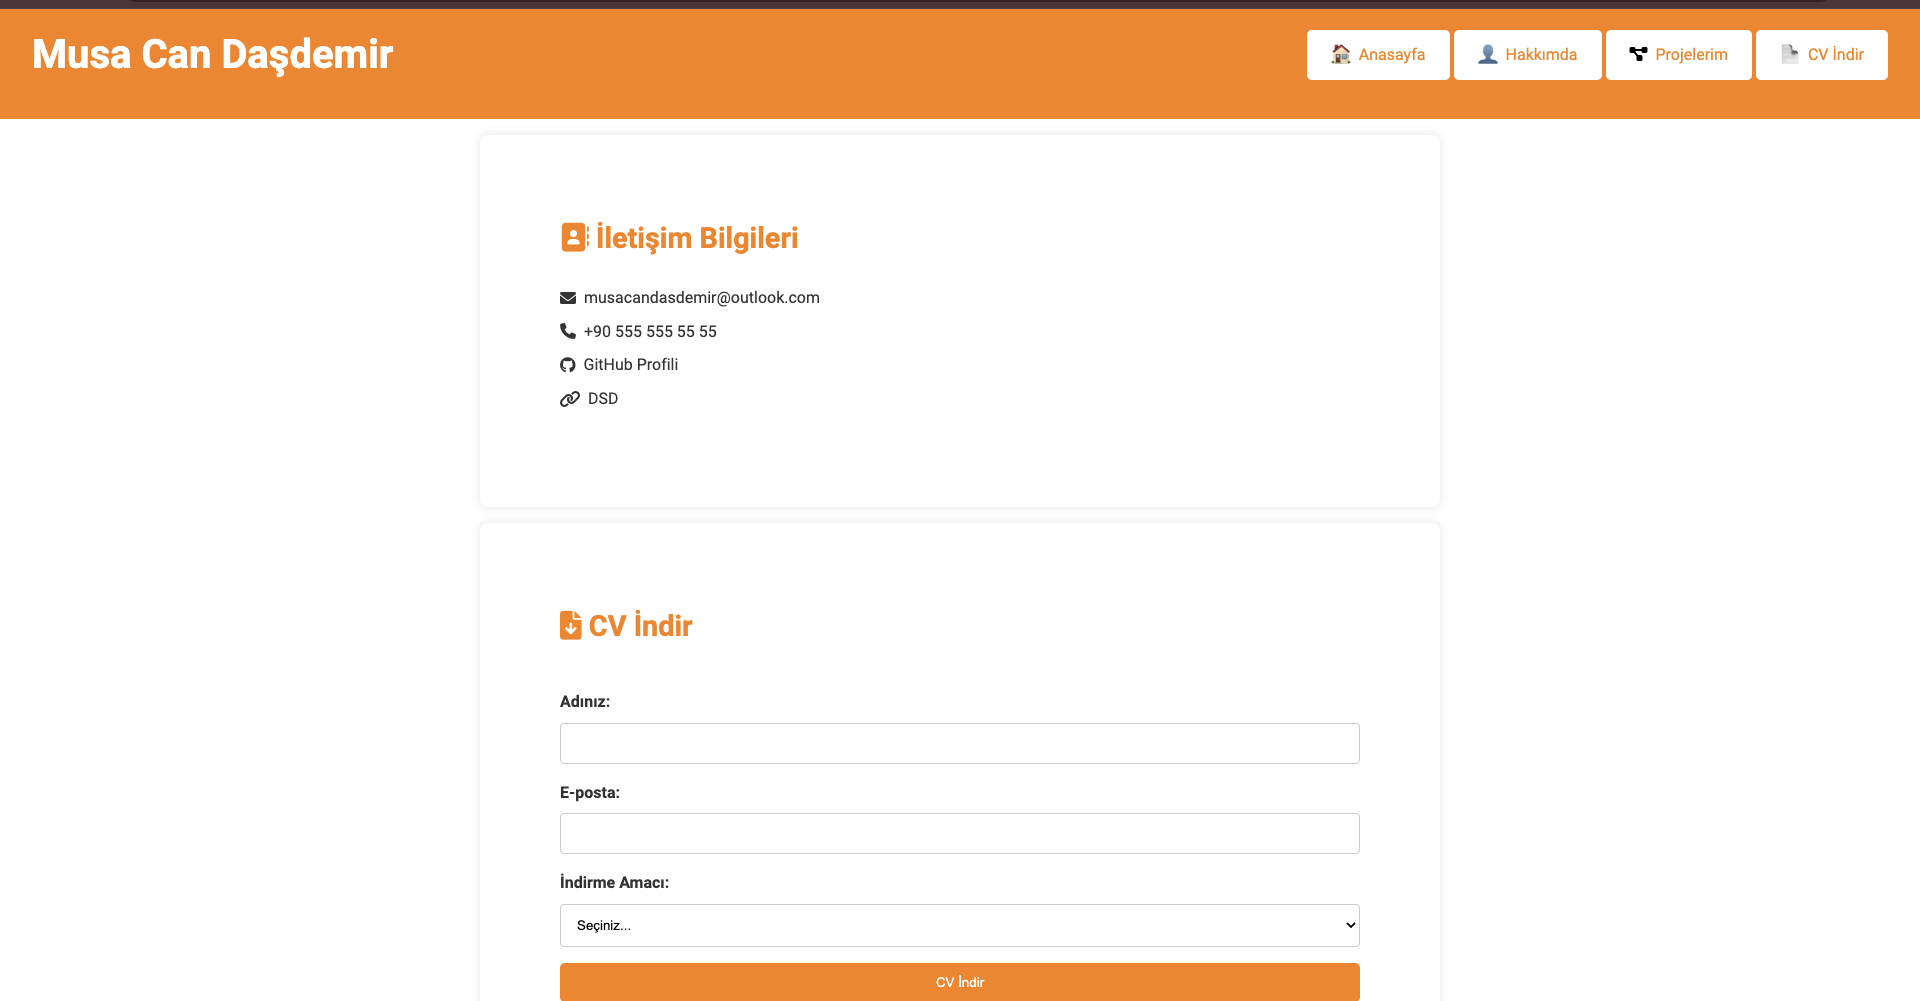 Musa Can Daşdemir
Anasayfa
Hakkımda
Projelerim
CV İndir
İletişim Bilgileri
musacandasdemir@outlook.com
+90 555 555 55 55
GitHub Profili
DSD
CV İndir
Adınız:
E-posta:
İndirme Amacı:
Seçiniz...
CV İndir